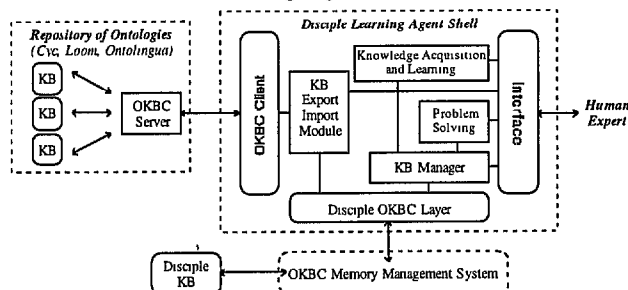 Disciple Learning Agent Shell
Repository of Ontologies
(Cyc, Loom, Ontolingua)
KB
KB
KB
OKBC
Server
OKBC Client
KB
Export
Import
Module
Knowledge Acquisition
and Learning
Problem
Solving
KB Manager
Interface
Human
Expert
Disciple OKBC Layer
Disciple
KB
OKBC Memory Management System